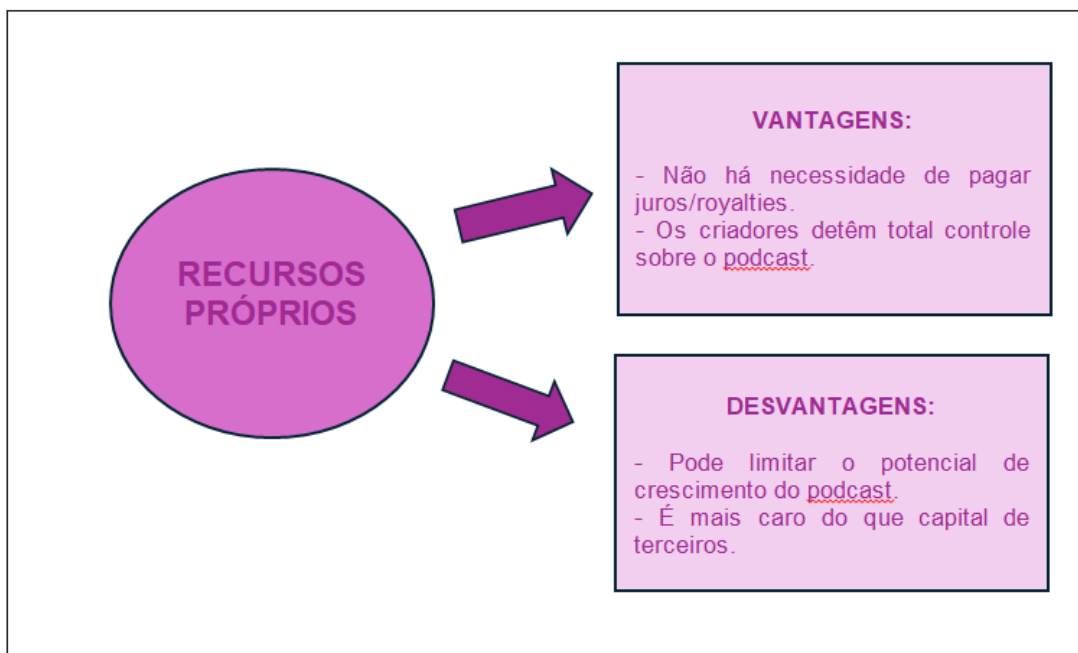 RECURSOS
PRÓPRIOS
VANTAGENS:
- Não há necessidade de pagar
juros/royalties.
- Os criadores detêm total controle
sobre o podcast.
DESVANTAGENS:
- Pode limitar o potencial de
crescimento do podcast.
- É mais caro do que capital de
terceiros.